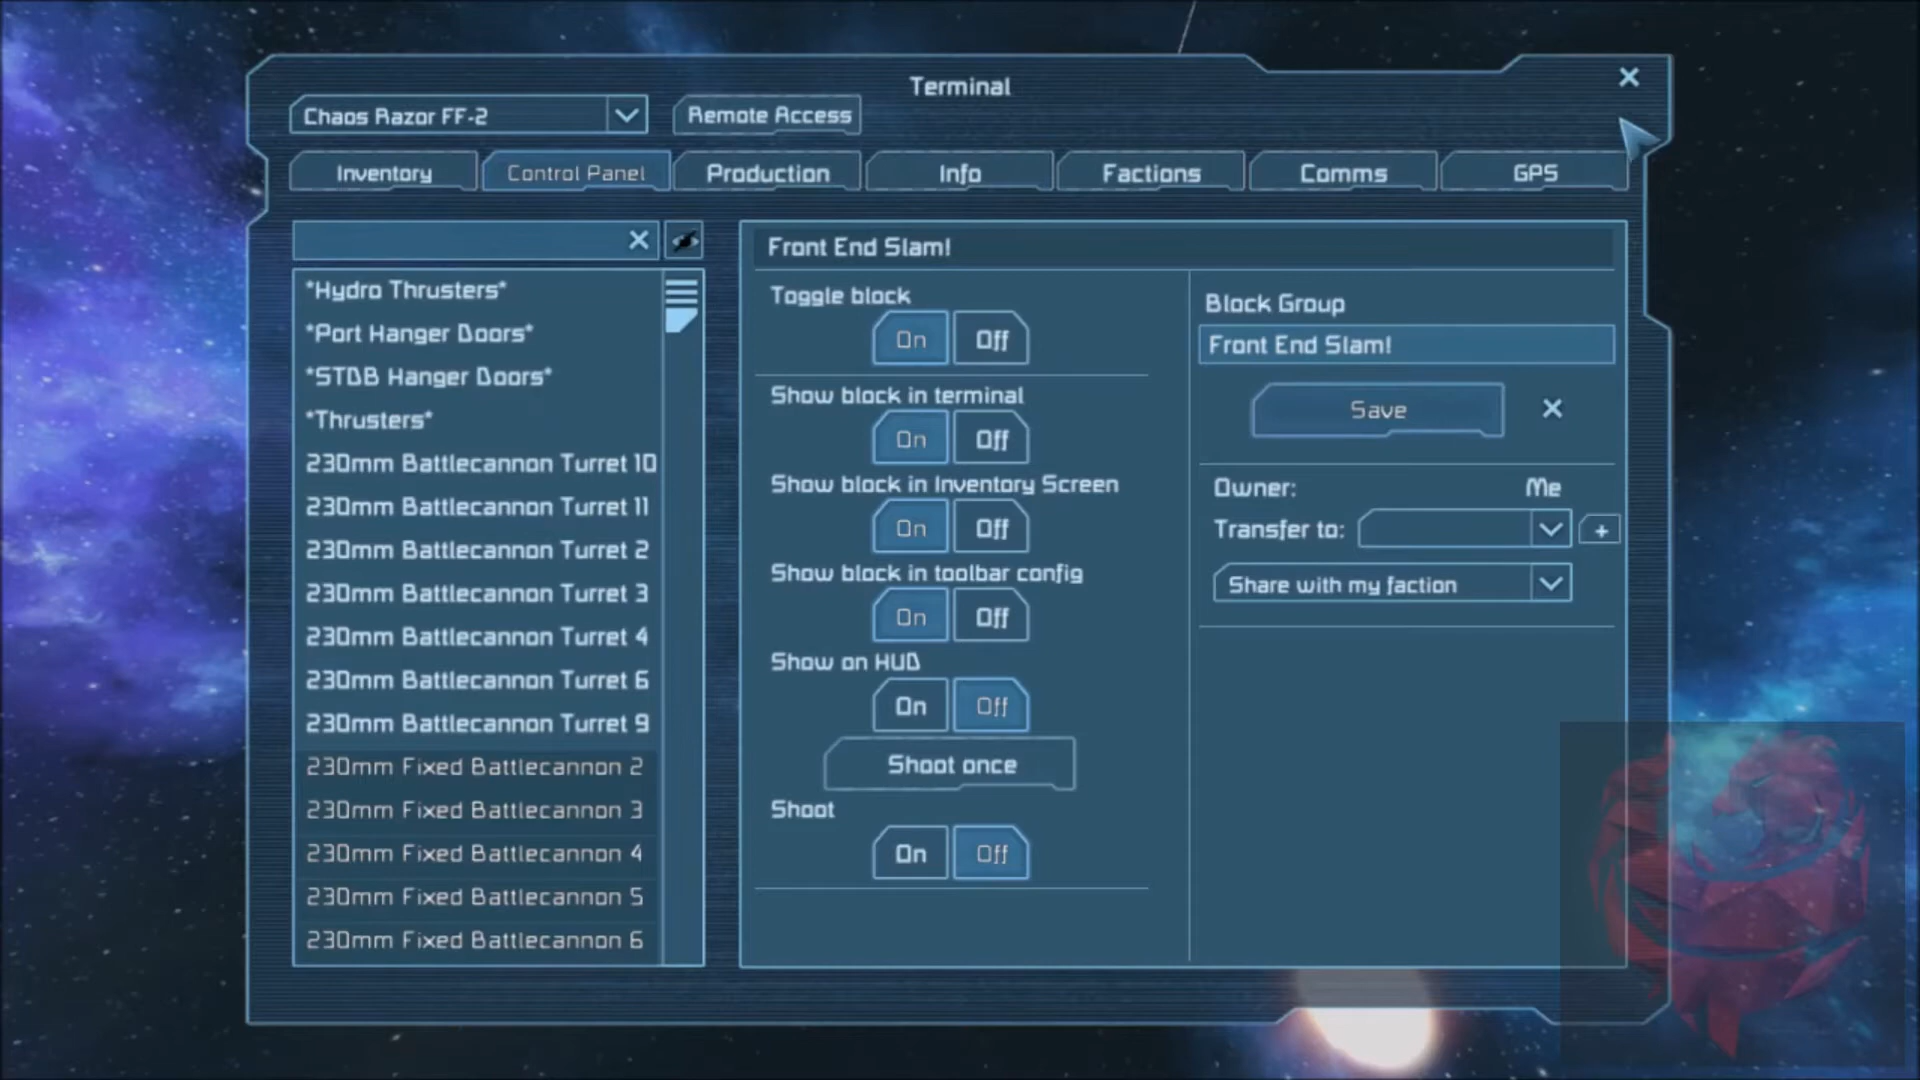 Terminal
Chaos Razor FF-2
Remote Access
Inventory
Control Panel
Production
Info
Factions
Comms
GPS
*Hydro Thrusters*
*Port Hanger Doors*
*STDB Hanger Doors*
*Thrusters*
230mm Battlecannon Turret 10
230mm Battlecannon Turret 11
230mm Battlecannon Turret 2
230mm Battlecannon Turret 3
230mm Battlecannon Turret 4
230mm Battlecannon Turret 6
230mm Battlecannon Turret 9
230mm Fixed Battlecannon 2
230mm Fixed Battlecannon 3
230mm Fixed Battlecannon 4
230mm Fixed Battlecannon 5
230mm Fixed Battlecannon 6
Front End Slam!
Toggle block
On Off
Show block in terminal
On Off
Show block in Inventory Screen
On Off
Show block in toolbar config
On Off
Show on HUD
On Off
Shoot once
Shoot
On Off
Block Group
Front End Slam!
Save
Owner: Me
Transfer to:
Share with my faction